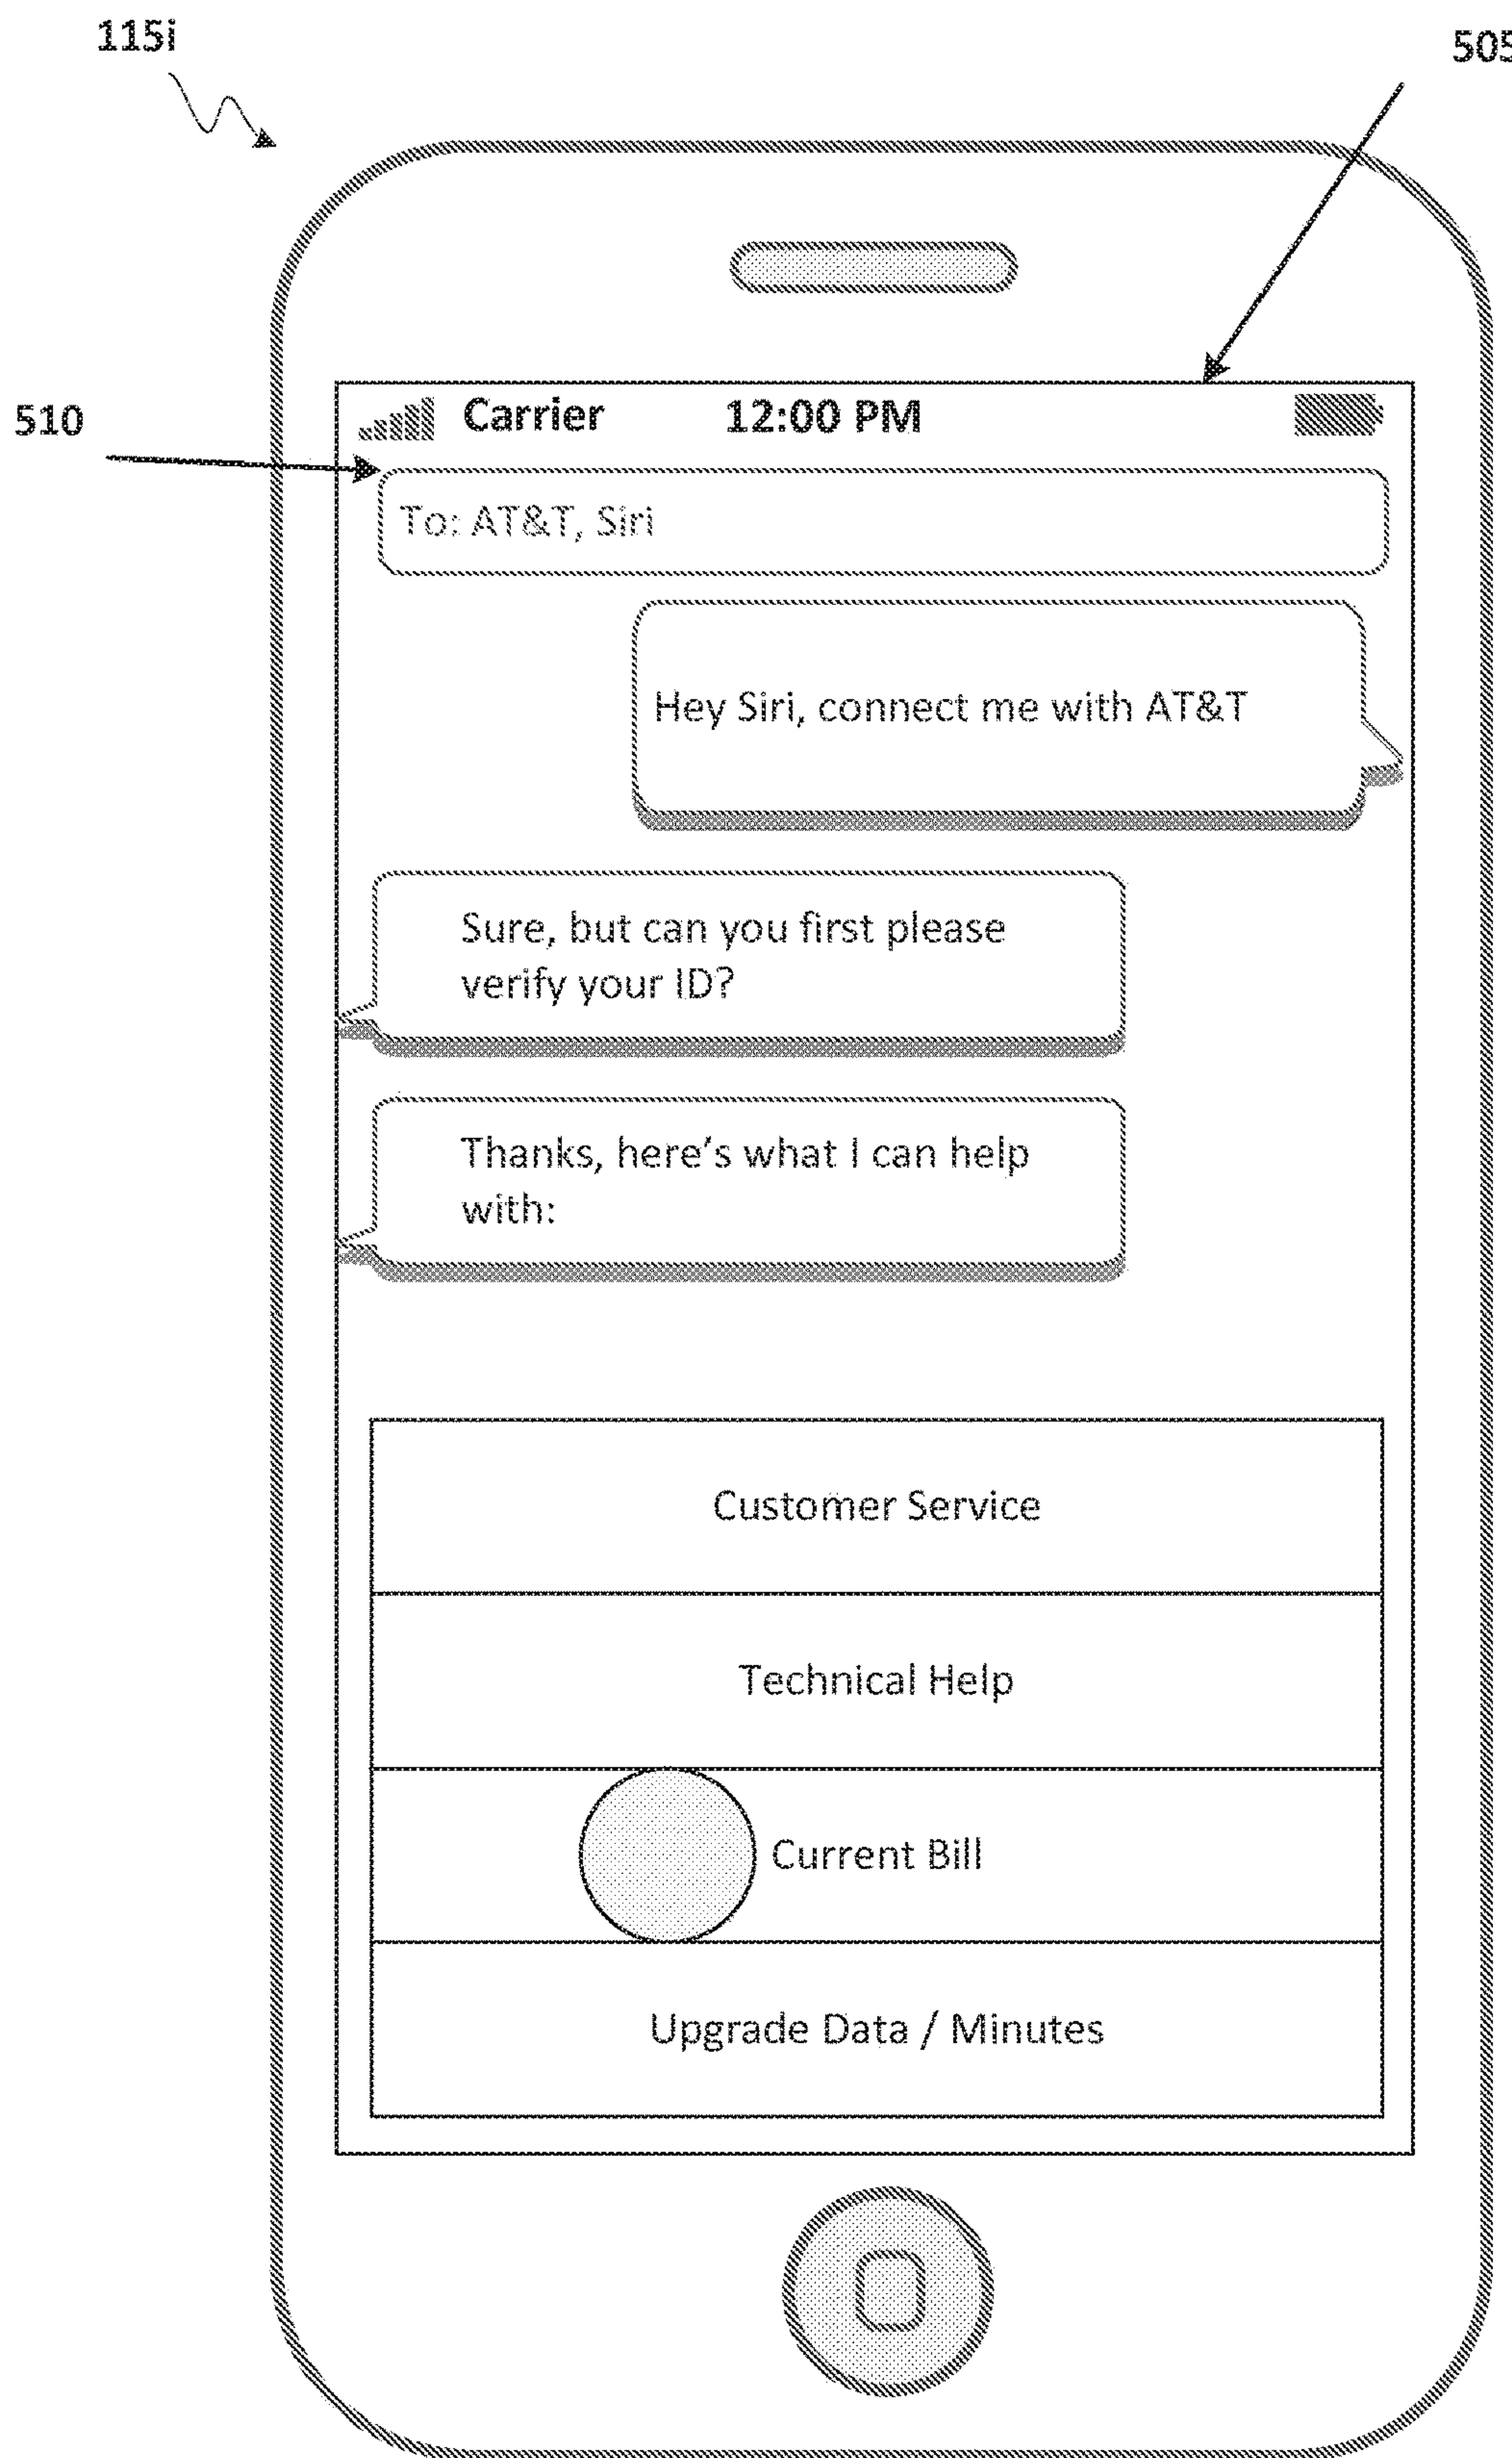 115i
505
510
Carrier 12:00 PM
To: AT&T, Siri
Hey Siri, connect me with AT&T
Sure, but can you first please
verify your ID?
Thanks, here's what I can help
with:
Customer Service
Technical Help
Current Bill
Upgrade Data / Minutes